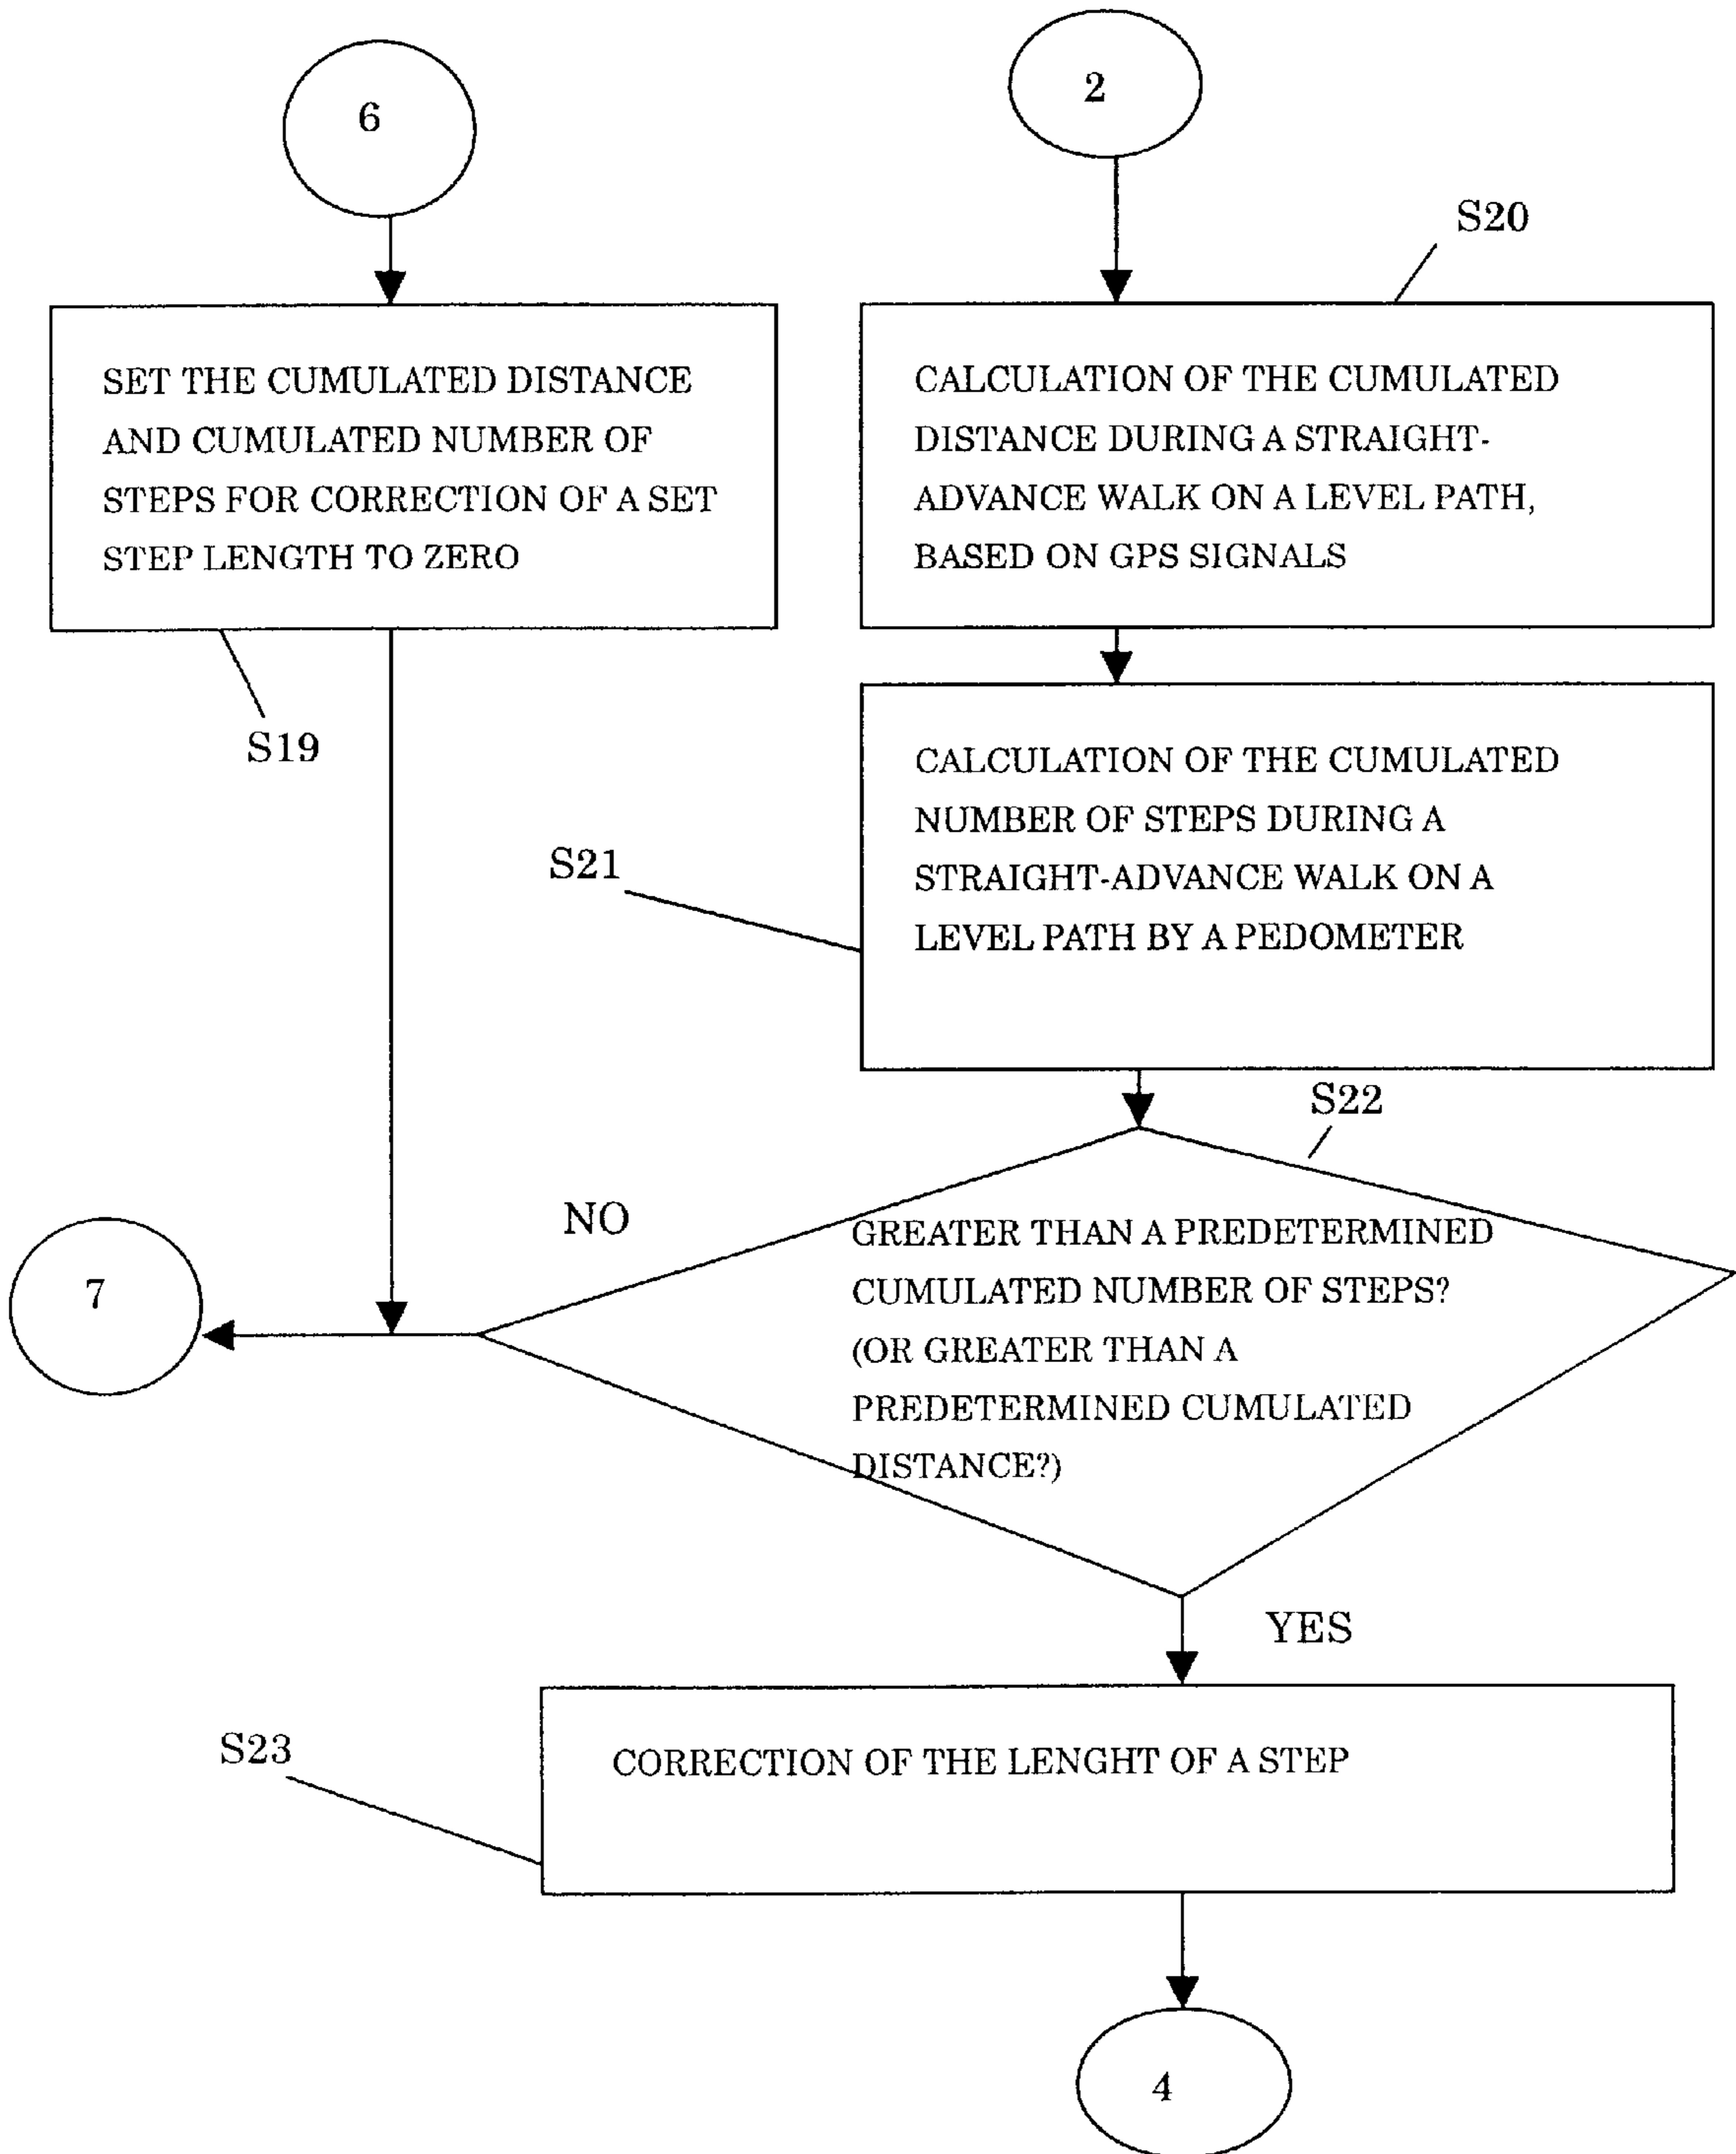 6
2
S20
SET THE CUMULATED DISTANCE
AND CUMULATED NUMBER OF
STEPS FOR CORRECTION OF A SET
STEP LENGTH TO ZERO
CALCULATION OF THE CUMULATED
DISTANCE DURING A STRAIGHT-
ADVANCE WALK ON A LEVEL PATH,
BASED ON GPS SIGNALS
S19
CALCULATION OF THE CUMULATED
NUMBER OF STEPS DURING A
STRAIGHT-ADVANCE WALK ON A
LEVEL PATH BY A PEDOMETER
S21
S22
NO
GREATER THAN A PREDETERMINED
CUMULATED NUMBER OF STEPS?
(OR GREATER THAN A
PREDETERMINED CUMULATED
DISTANCE?)
7
YES
S23
CORRECTION OF THE LENGHT OF A STEP
4